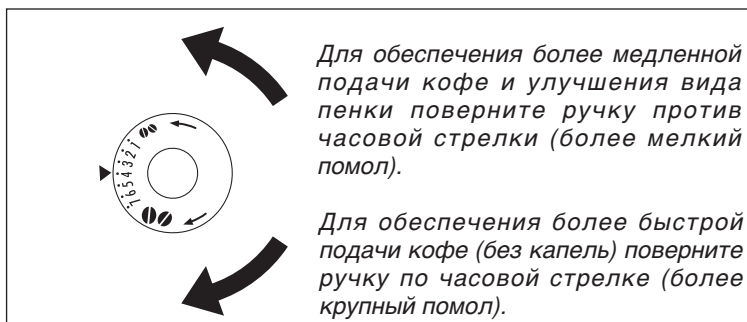 Для обеспечения более медленной
подачи кофе и улучшения вида
пенки поверните ручку против
часовой стрелки (более мелкий
помол).
Для обеспечения более быстрой
подачи кофе (без капель) поверните
ручку по часовой стрелке (более
крупный помол).
7654321